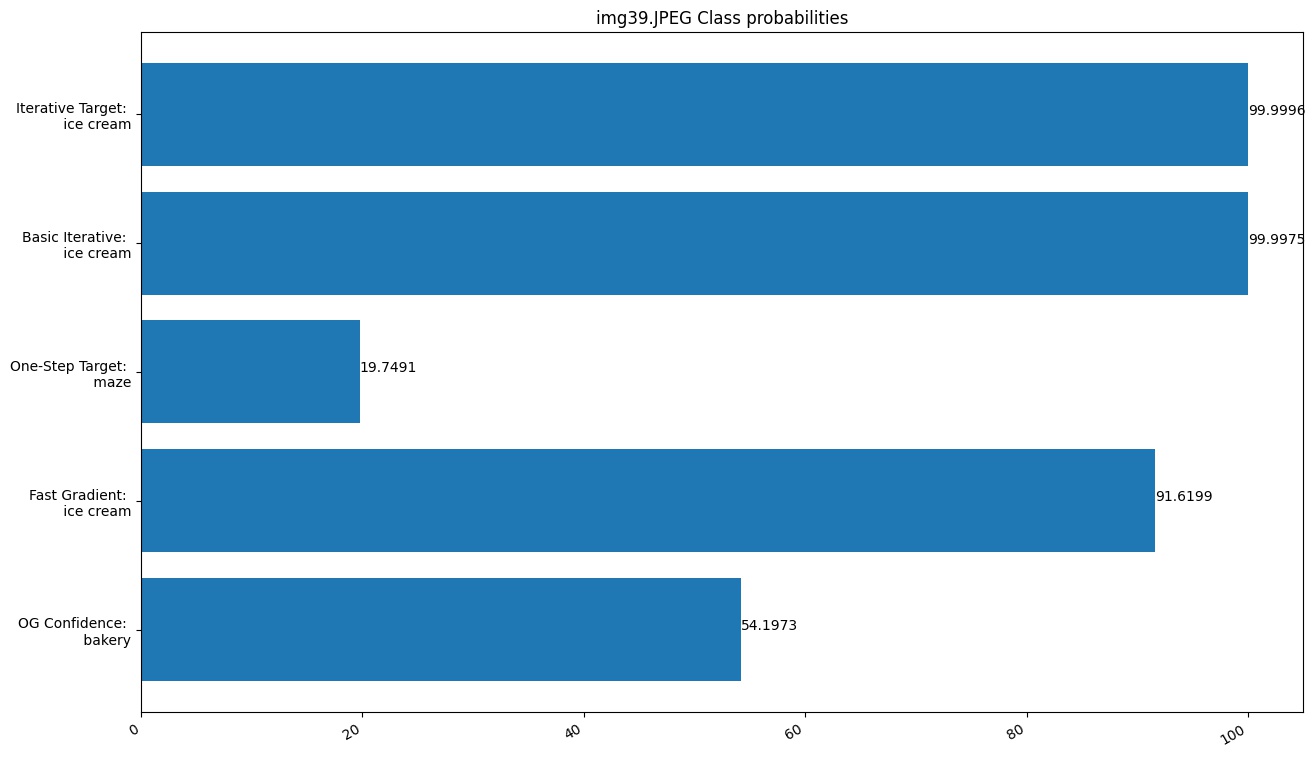 img39.JPEG Class probabilities
Iterative Target:
ice cream
99.9996
Basic Iterative:
ice cream
99.9975
One-Step Target:
maze
19.7491
Fast Gradient:
ice cream
91.6199
OG Confidence:
bakery
54.1973
0
20
40
60
80
100